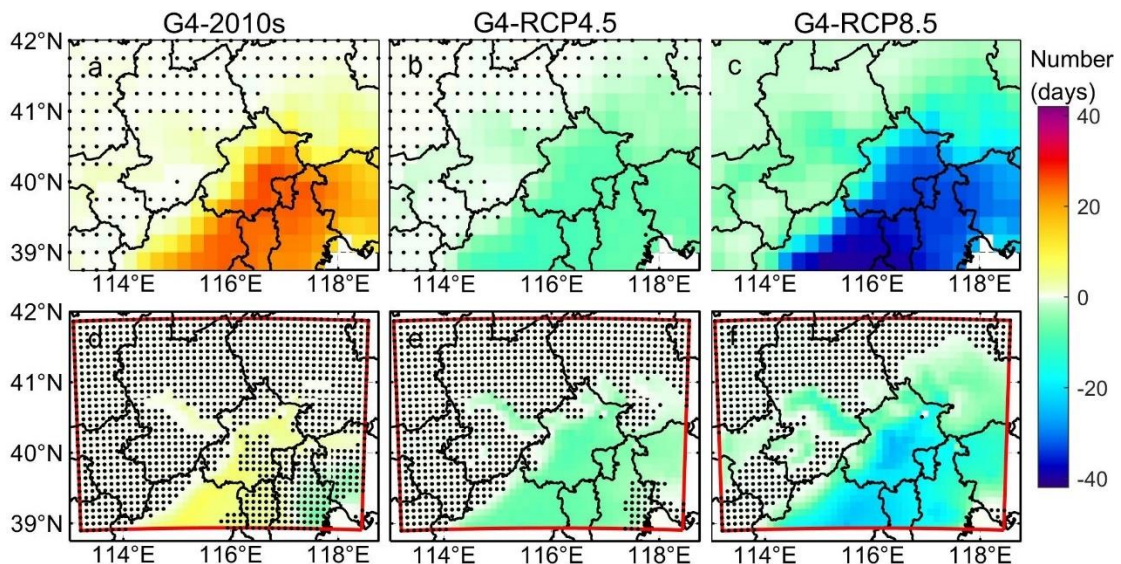 G4-2010s G4-RCP4.5 G4-RCP8.5
42°N a b c Number
(days)
41°N 40
40°N 20
39°N
114°E 116°E 118°E 114°E 116°E 118°E 114°E 116°E 118°E 0
42°N d e f
41°N -20
40°N
39°N -40
114°E 116°E 118°E 114°E 116°E 118°E 114°E 116°E 118°E